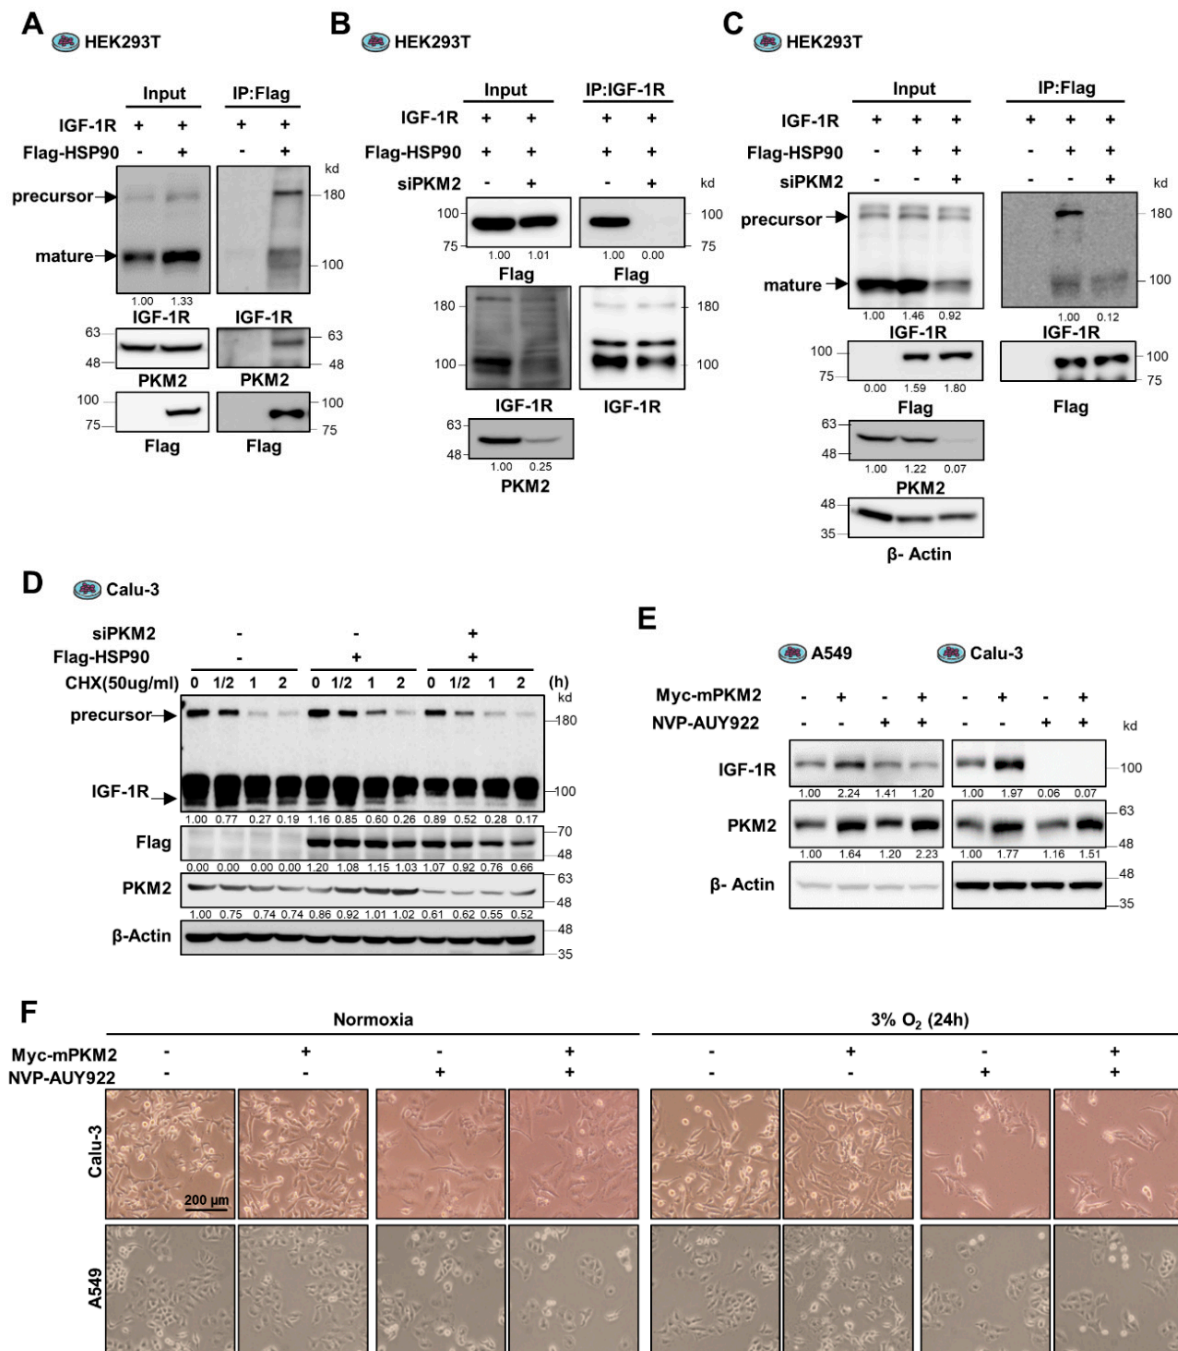 A HEK293T
Input IP:Flag
IGF-1R + + + +
Flag-HSP90 - + - +
kd
precursor 180
mature 100
1.00 1.33
IGF-1R IGF-1R
63 63
48 48
PKM2 PKM2
100 100
75 75
Flag Flag
B HEK293T
Input IP:IGF-1R
IGF-1R + + + +
Flag-HSP90 + + + +
siPKM2 - + - + kd
100 100
75 75
1.00 1.01 1.00 0.00
Flag Flag
180 180
100 100
IGF-1R IGF-1R
63
48
1.00 0.25
PKM2
C HEK293T
Input IP:Flag
IGF-1R + + + + + +
Flag-HSP90 - + + - + +
siPKM2 - - + - - + kd
precursor 180
mature 100
1.00 1.46 0.92 1.00 0.12
IGF-1R IGF-1R
100 100
75 75
0.00 1.59 1.80
Flag Flag
63
48
1.00 1.22 0.07
PKM2
48
35
β- Actin
D Calu-3
siPKM2 - - +
Flag-HSP90 - + +
CHX(50ug/ml) 0 1/2 1 2 0 1/2 1 2 0 1/2 1 2 (h)
kd
precursor 180
IGF-1R 100
1.00 0.77 0.27 0.19 1.16 0.85 0.60 0.26 0.89 0.52 0.28 0.17
Flag 70
48
0.00 0.00 0.00 0.00 1.20 1.08 1.15 1.03 1.07 0.92 0.76 0.66
PKM2 63
48
1.00 0.75 0.74 0.74 0.86 0.92 1.01 1.02 0.61 0.62 0.55 0.52
β-Actin 48
35
E
A549 Calu-3
Myc-mPKM2 - + - + - + - +
NVP-AUY922 - - + + - - + + kd
IGF-1R 100
1.00 2.24 1.41 1.20 1.00 1.97 0.06 0.07
PKM2 63
48
1.00 1.64 1.20 2.23 1.00 1.77 1.16 1.51
β- Actin 48
35
F
Normoxia 3% O₂ (24h)
Myc-mPKM2 - + - + - + - +
NVP-AUY922 - - + + - - + +
Calu-3
200 μm
A549